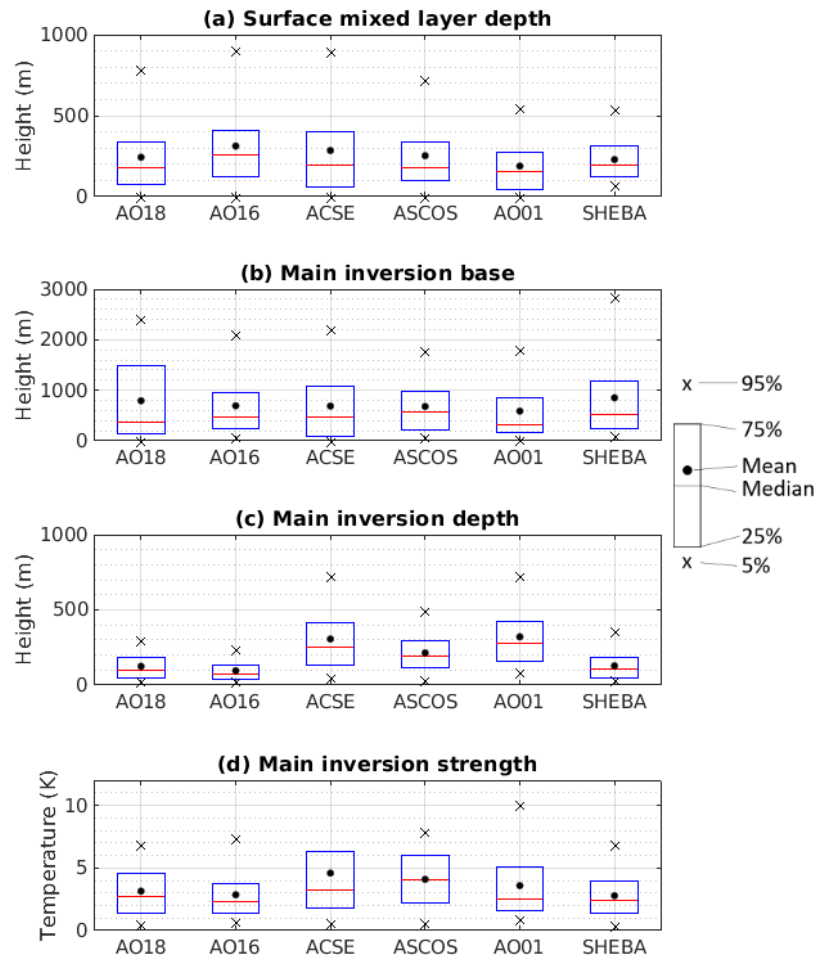 (a) Surface mixed layer depth
Height (m)
1000
500
0
AO18 AO16 ACSE ASCOS AO01 SHEBA
(b) Main inversion base
Height (m)
3000
2000
1000
0
AO18 AO16 ACSE ASCOS AO01 SHEBA
x 95%
75%
Mean
Median
25%
x 5%
(c) Main inversion depth
Height (m)
1000
500
0
AO18 AO16 ACSE ASCOS AO01 SHEBA
(d) Main inversion strength
Temperature (K)
10
5
0
AO18 AO16 ACSE ASCOS AO01 SHEBA